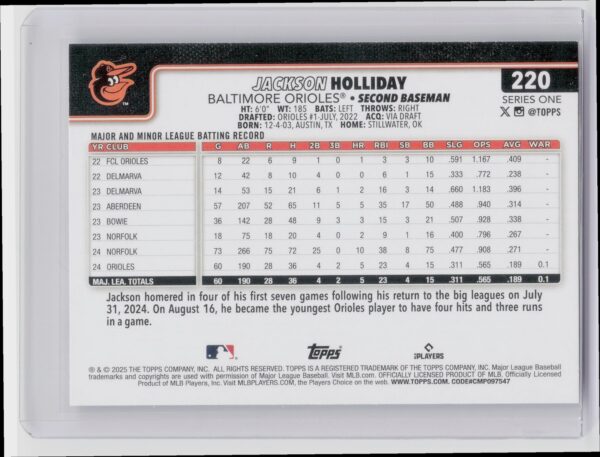 JACKSON HOLLIDAY
BALTIMORE ORIOLES® • SECOND BASEMAN
HT: 6'0" WT: 185 BATS: LEFT THROWS: RIGHT
DRAFTED: ORIOLES #1-JULY, 2022 ACQ: VIA DRAFT
BORN: 12-4-03, AUSTIN, TX HOME: STILLWATER, OK
220
SERIES ONE
X @TOPPS
MAJOR AND MINOR LEAGUE BATTING RECORD
YR CLUB G AB R H 2B 3B HR RBI SB BB SLG OPS AVG WAR
22 FCL ORIOLES 8 22 6 9 1 0 1 3 3 10 .591 1.167 .409 -
22 DELMARVA 12 42 8 10 4 0 0 6 1 15 .333 .772 .238 -
23 DELMARVA 14 53 15 21 6 1 2 16 3 14 .660 1.183 .396 -
23 ABERDEEN 57 207 52 65 11 5 5 35 17 50 .488 .940 .314 -
23 BOWIE 36 142 28 48 9 3 3 15 3 21 .507 .928 .338 -
23 NORFOLK 18 75 18 20 4 0 2 9 1 16 .400 .796 .267 -
24 NORFOLK 73 266 75 72 25 0 10 38 8 75 .477 .908 .271 -
24 ORIOLES 60 190 28 36 4 2 5 23 4 15 .311 .565 .189 0.1
MAJ. LEA. TOTALS 60 190 28 36 4 2 5 23 4 15 .311 .565 .189 0.1
Jackson homered in four of his first seven games following his return to the big leagues on July
31, 2024. On August 16, he became the youngest Orioles player to have four hits and three runs
in a game.
Topps
PLAYERS
® & © 2025 THE TOPPS COMPANY, INC. ALL RIGHTS RESERVED. TOPPS IS A REGISTERED TRADEMARK OF THE TOPPS COMPANY, INC. Major League Baseball
trademarks and copyrights are used with permission of Major League Baseball. Visit MLB.com. OFFICIALLY LICENSED PRODUCT OF MLB. Officially Licensed
Product of MLB Players, Inc. Visit MLBPLAYERS.com, the Players Choice on the web. WWW.TOPPS.COM. CODE#CMP097547